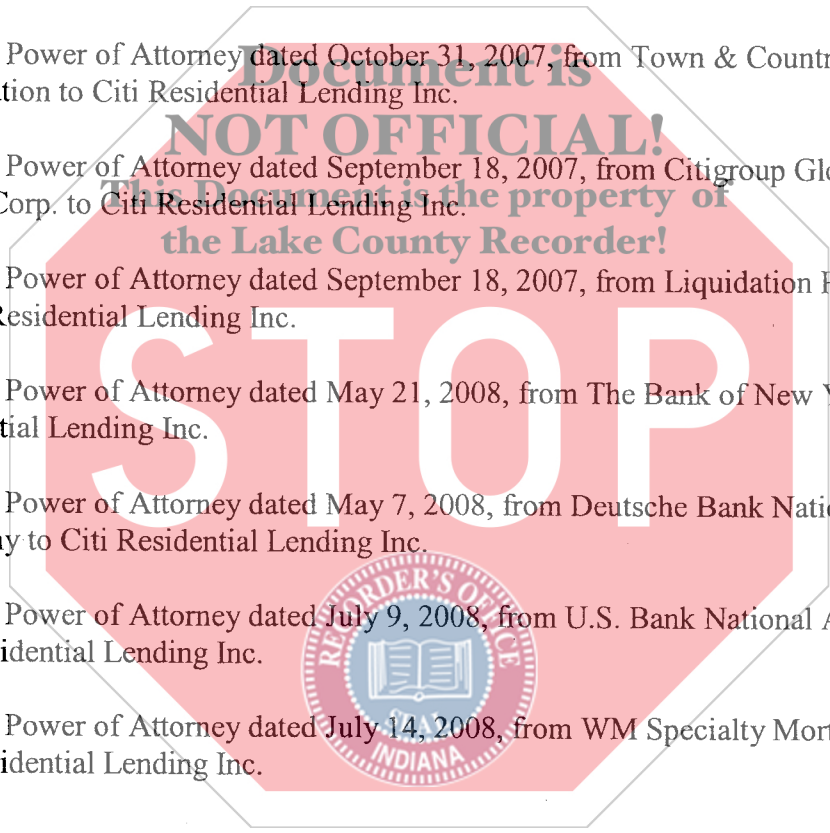 Power of Attorney dated October 31, 2007, from Town & Countr
tion to Citi Residential Lending Inc.
Document is
NOT OFFICIAL!
Power of Attorney dated September 18, 2007, from Citigroup Glo
Corp. to Citi Residential Lending Inc.
This Document is the property of
the Lake County Recorder!
Power of Attorney dated September 18, 2007, from Liquidation
Residential Lending Inc.
STOP
Power of Attorney dated May 21, 2008, from The Bank of New Y
tial Lending Inc.
Power of Attorney dated May 7, 2008, from Deutsche Bank Natio
y to Citi Residential Lending Inc.
RECORDER'S OFFICE
Power of Attorney dated July 9, 2008, from U.S. Bank National A
idential Lending Inc.
Power of Attorney dated July 14, 2008, from WM Specialty Mort
idential Lending Inc.
SEAL
INDIANA